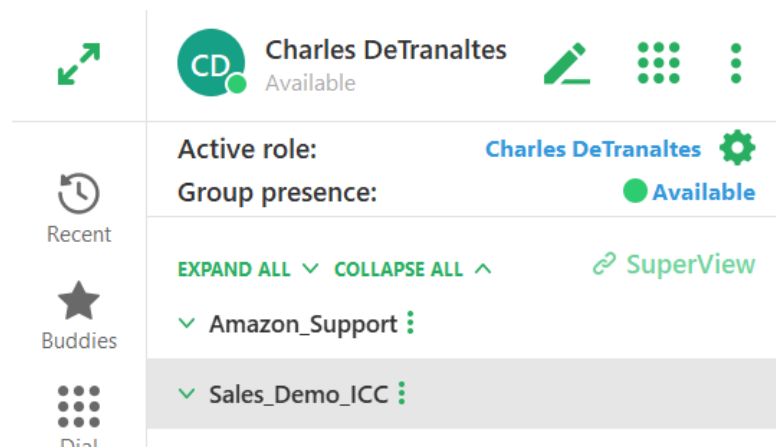 CD
Charles DeTranaltes
Available
Active role: Charles DeTranaltes
Group presence: Available
Recent
EXPAND ALL COLLAPSE ALL SuperView
Amazon_Support
Buddies
Sales_Demo_ICC
Dial